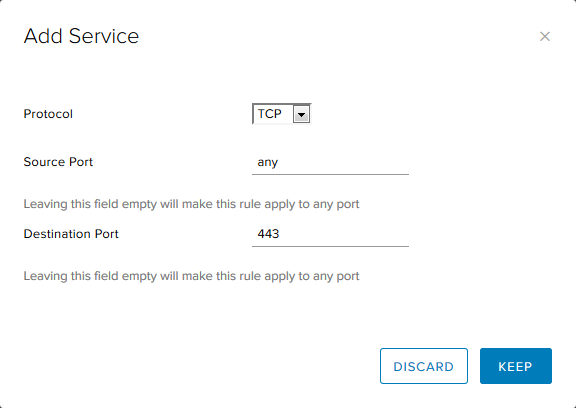 Add Service
×
Protocol TCP
Source Port any
Leaving this field empty will make this rule apply to any port
Destination Port 443
Leaving this field empty will make this rule apply to any port
DISCARD KEEP